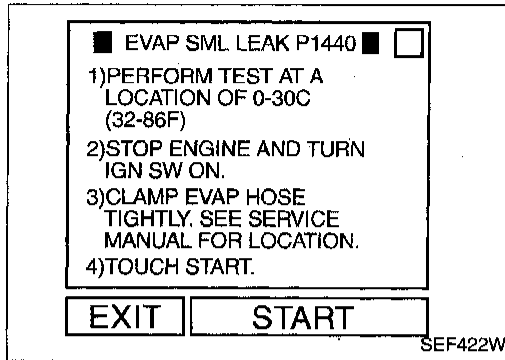 EVAP SML LEAK P1440
1)PERFORM TEST AT A
LOCATION OF 0-30C
(32-86F)
2)STOP ENGINE AND TURN
IGN SW ON.
3)CLAMP EVAP HOSE
TIGHTLY. SEE SERVICE
MANUAL FOR LOCATION.
4)TOUCH START.
EXIT START
SEF422W